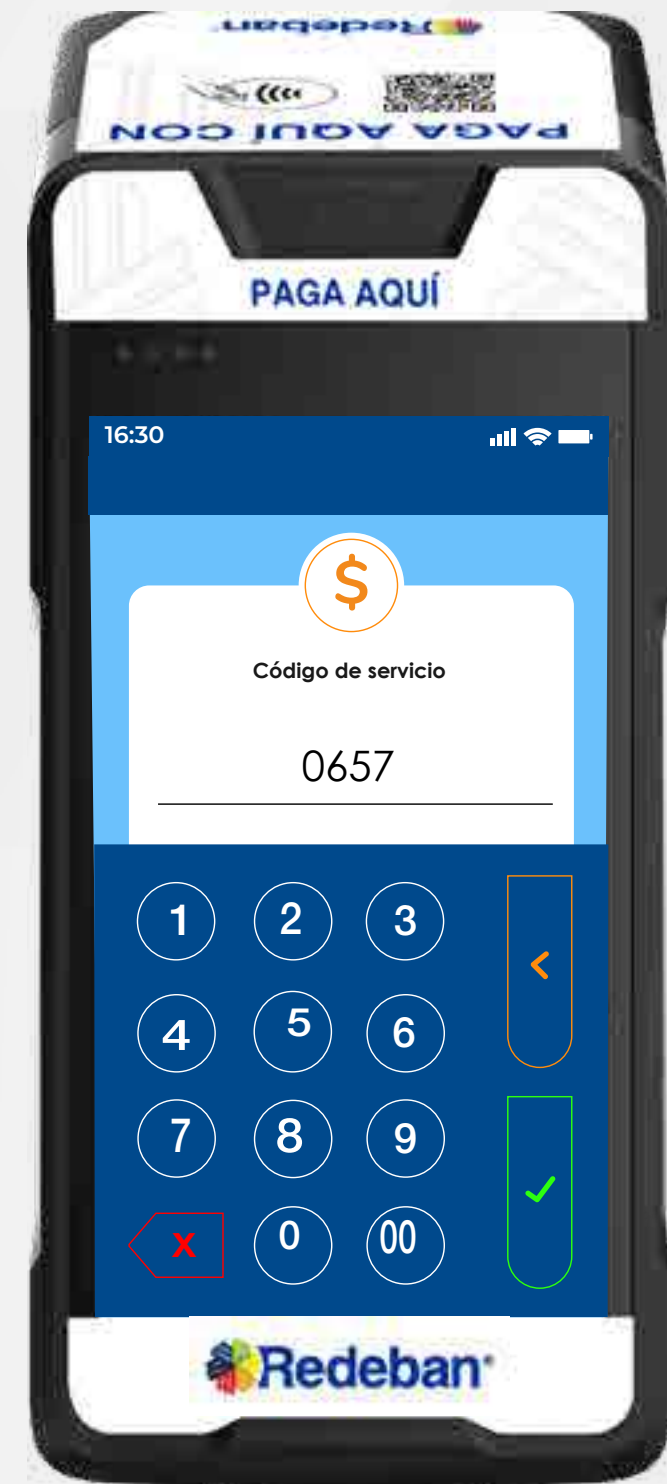 Redeban
PAGA AQUÍ CON
PAGA AQUÍ
16:30
Código de servicio
$
0657
1 2 3
4 5 6
7 8 9
X 0 00
Redeban